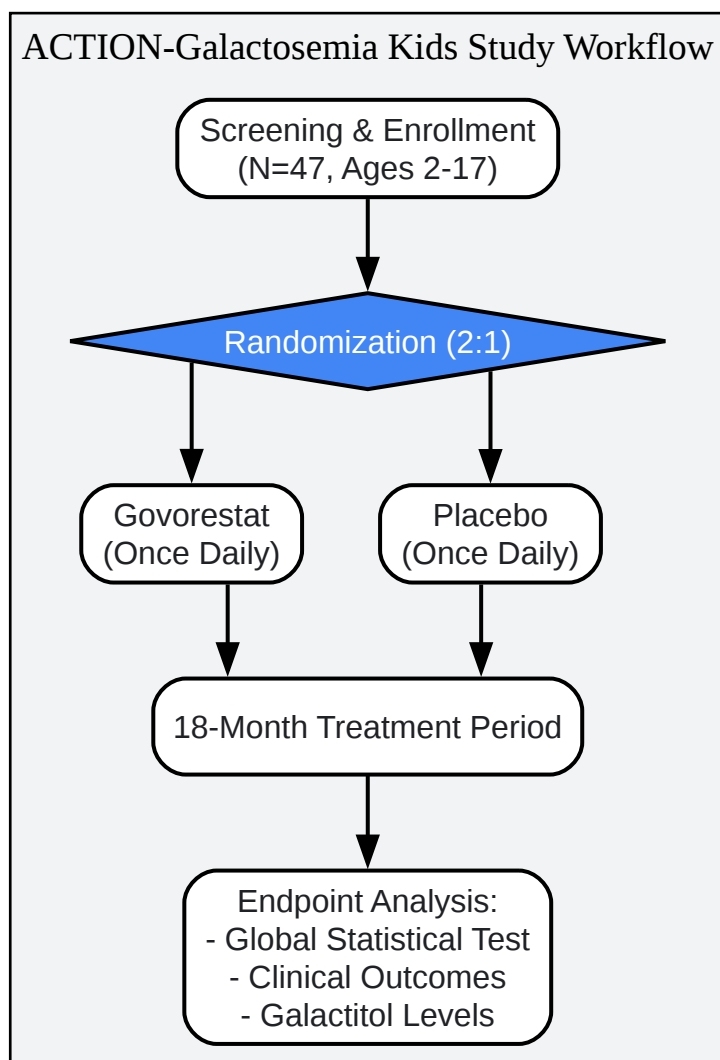 ACTION-Galactosemia Kids Study Workflow
Screening & Enrollment
(N=47, Ages 2-17)
Randomization (2:1)
Govorestat
(Once Daily)
Placebo
(Once Daily)
18-Month Treatment Period
Endpoint Analysis:
- Global Statistical Test
- Clinical Outcomes
- Galactitol Levels